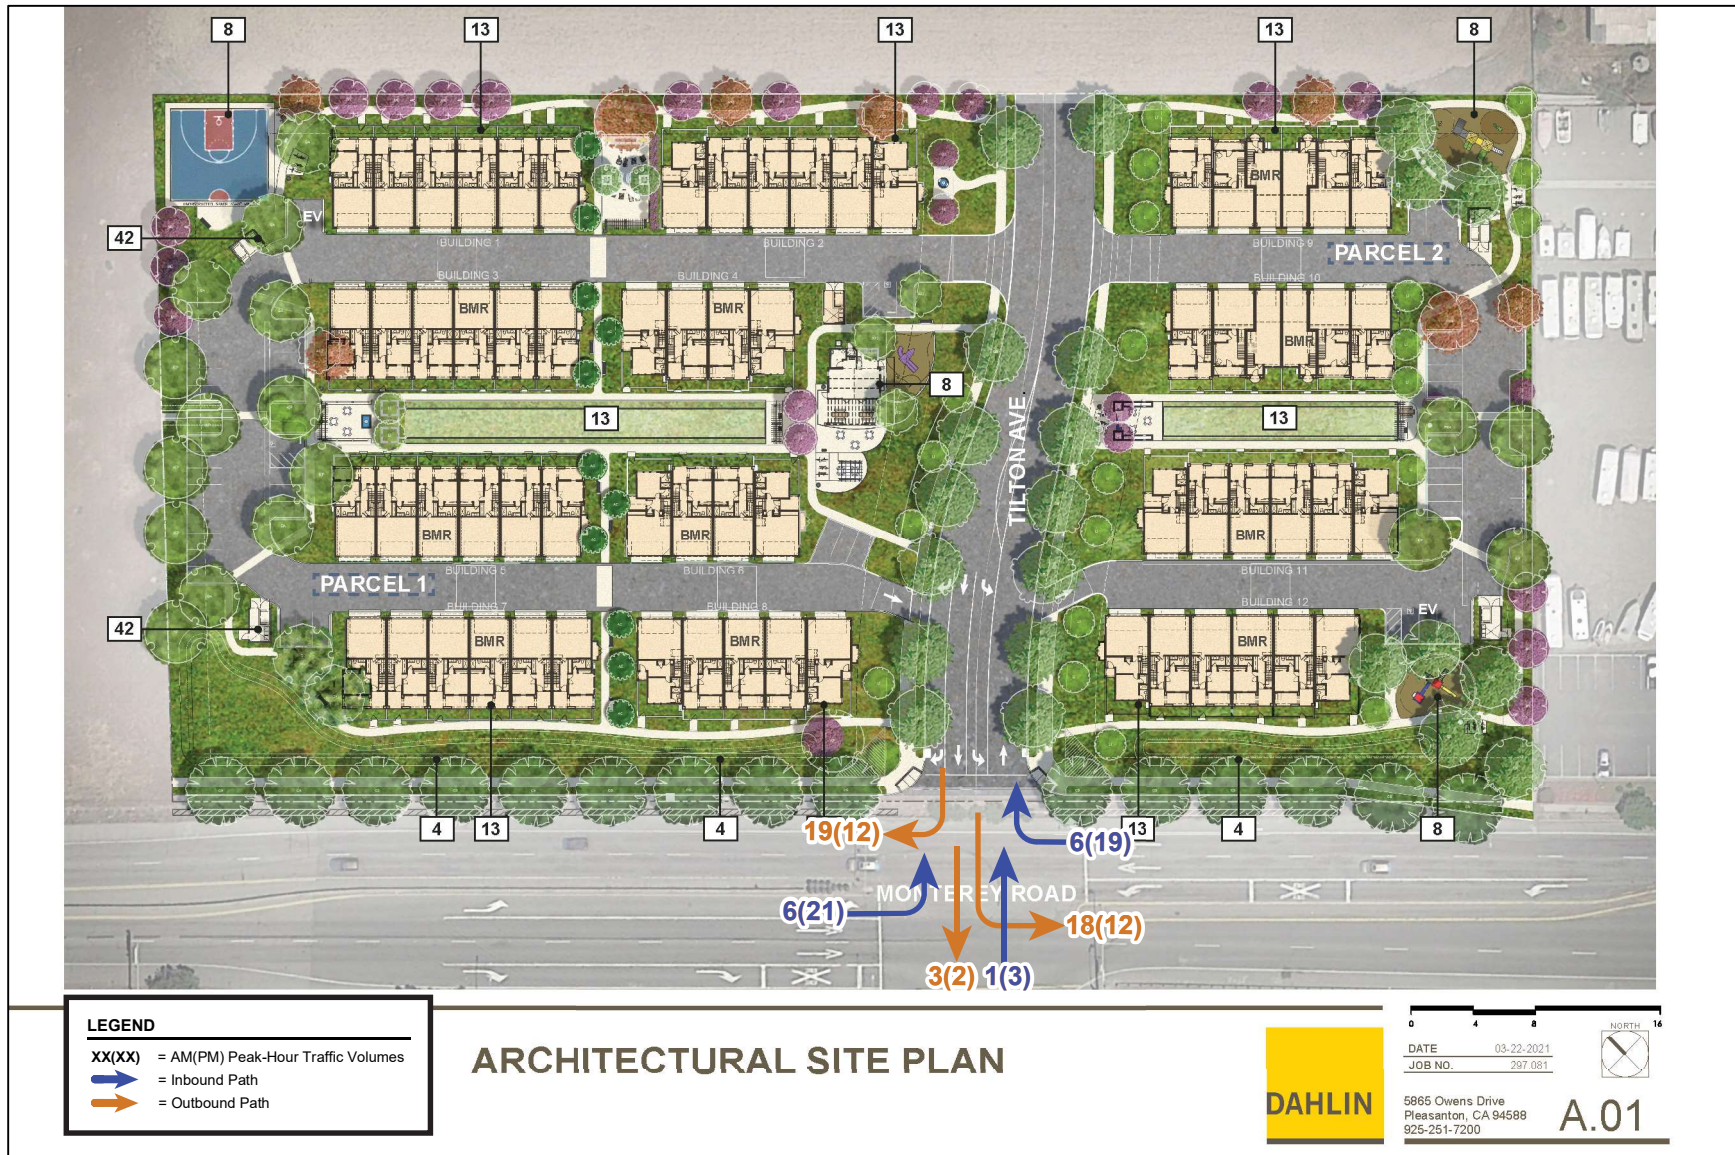 8
13
13
13
8
BMR
EV
42
BUILDING 1
BUILDING 2
BUILDING 9
PARCEL 2
BUILDING 3
BUILDING 4
BUILDING 10
BMR
BMR
BMR
8
13
13
TILTON AVE.
BMR
BMR
BMR
BUILDING 5
BUILDING 6
BUILDING 11
PARCEL 1
BUILDING 7
BUILDING 8
BUILDING 12
EV
42
BMR
BMR
BMR
4
13
4
19(12)
6(19)
13
4
8
MONTEREY ROAD
6(21)
18(12)
3(2)
1(3)
LEGEND
XX(XX) = AM(PM) Peak-Hour Traffic Volumes
= Inbound Path
= Outbound Path
ARCHITECTURAL SITE PLAN
DAHLIN
0 4 8 16
NORTH
DATE 03-22-2021
JOB NO. 297.081
5865 Owens Drive
Pleasanton, CA 94588
925-251-7200
A.01